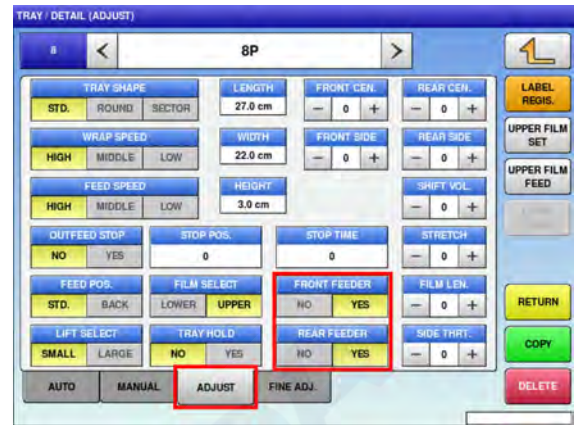 TRAY / DETAIL (ADJUST)
8 < 8P >
TRAY SHAPE LENGTH FRONT CEN. REAR CEN. LABEL REGIS.
STD. ROUND SECTOR 27.0 cm − 0 + − 0 +
WRAP SPEED WIDTH FRONT SIDE REAR SIDE UPPER FILM SET
HIGH MIDDLE LOW 22.0 cm − 0 + − 0 +
FEED SPEED HEIGHT SHIFT VOL. UPPER FILM FEED
HIGH MIDDLE LOW 3.0 cm − 0 +
OUTFEED STOP STOP POS. STOP TIME STRETCH
NO YES 0 0 − 0 +
FEED POS. FILM SELECT FRONT FEEDER FILM LEN. RETURN
STD. BACK LOWER UPPER NO YES − 0 +
LIFT SELECT TRAY HOLD REAR FEEDER SIDE THRT. COPY
SMALL LARGE NO YES NO YES − 0 +
AUTO MANUAL ADJUST FINE ADJ. DELETE